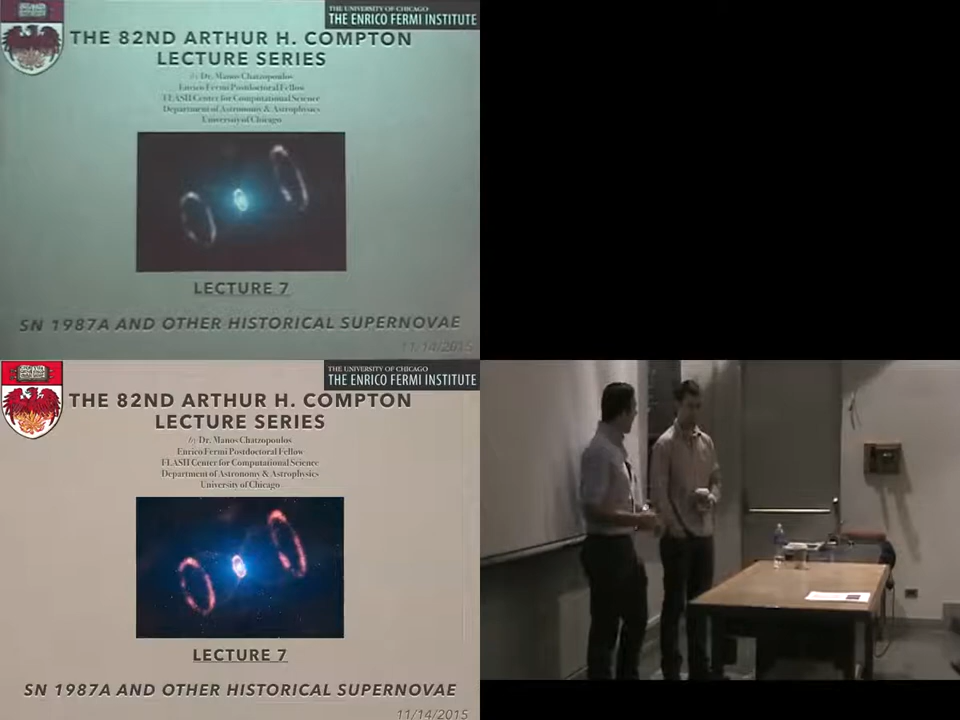 THE UNIVERSITY OF CHICAGO
THE ENRICO FERMI INSTITUTE
THE 82ND ARTHUR H. COMPTON
LECTURE SERIES
by Dr. Manos Chatzopoulos
Enrico Fermi Postdoctoral Fellow
FLASH Center for Computational Science
Department of Astronomy & Astrophysics
University of Chicago
LECTURE 7
SN 1987A AND OTHER HISTORICAL SUPERNOVAE
11/14/2015
THE UNIVERSITY OF CHICAGO
THE ENRICO FERMI INSTITUTE
THE 82ND ARTHUR H. COMPTON
LECTURE SERIES
by Dr. Manos Chatzopoulos
Enrico Fermi Postdoctoral Fellow
FLASH Center for Computational Science
Department of Astronomy & Astrophysics
University of Chicago
LECTURE 7
SN 1987A AND OTHER HISTORICAL SUPERNOVAE
11/14/2015